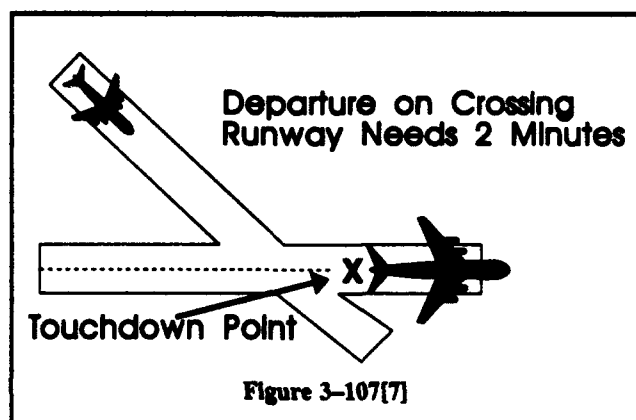 Departure on Crossing
Runway Needs 2 Minutes
X
Touchdown Point
Figure 3–107[7]